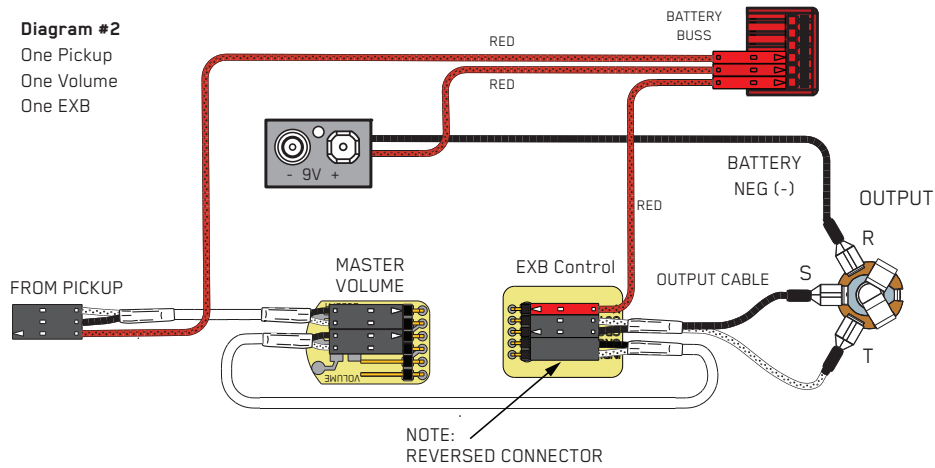 Diagram #2
One Pickup
One Volume
One EXB
BATTERY
BUSS
RED
RED
- 9V +
BATTERY
NEG (-)
OUTPUT
RED
R
S
T
FROM PICKUP
MASTER
VOLUME
EXB Control
OUTPUT CABLE
VOLUME
NOTE:
REVERSED CONNECTOR